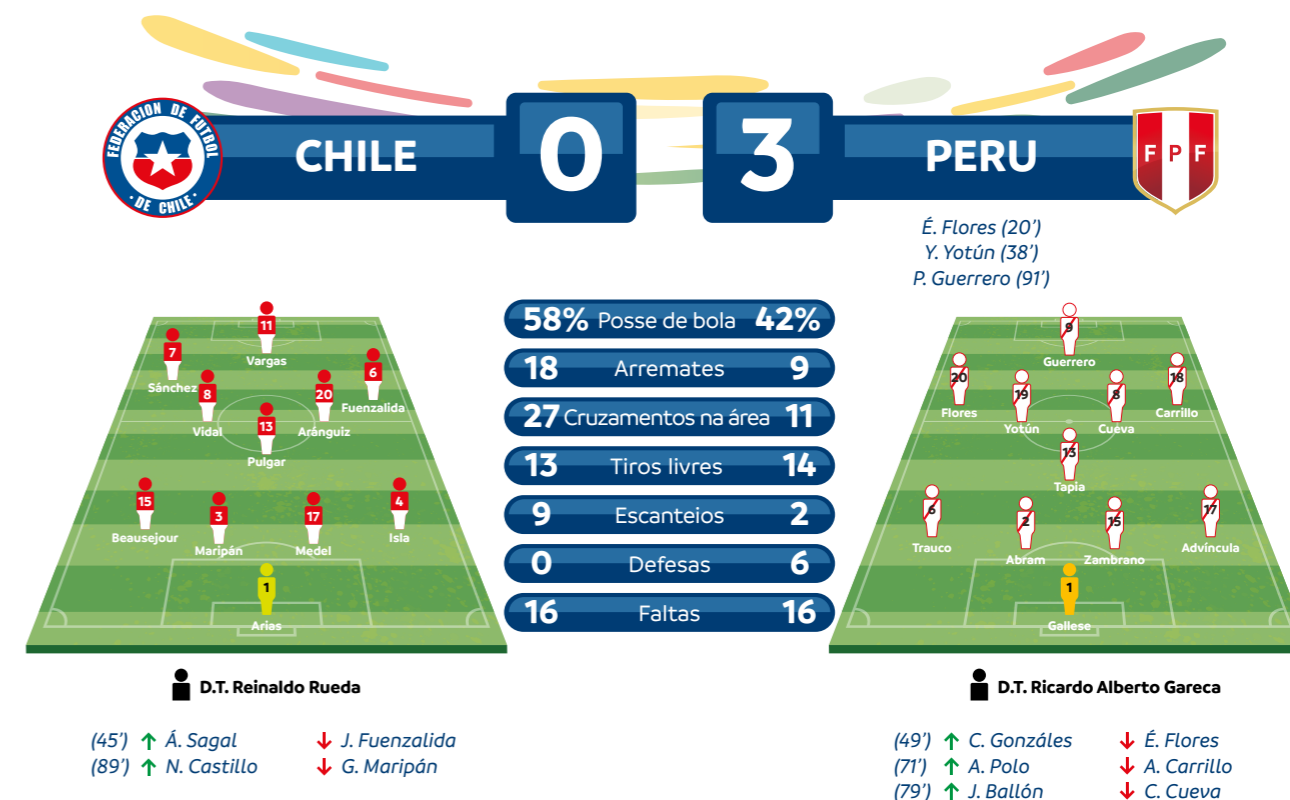 FEDERACION DE FUTBOL
· DE CHILE ·
CHILE
0
3
PERU
FPF
É. Flores (20')
Y. Yotún (38')
P. Guerrero (91')
11
Vargas
7
Sánchez
6
Fuenzalida
8
Vidal
20
Aránguiz
13
Pulgar
15
Beausejour
3
Maripán
17
Medel
4
Isla
1
Arias
58% Posse de bola 42%
18 Arremates 9
27 Cruzamentos na área 11
13 Tiros livres 14
9 Escanteios 2
0 Defesas 6
16 Faltas 16
9
Guerrero
20
Flores
19
Yotún
8
Cueva
18
Carrillo
13
Tapia
6
Trauco
2
Abram
15
Zambrano
17
Advíncula
1
Gallese
D.T. Reinaldo Rueda
(45') ↑ Á. Sagal ↓ J. Fuenzalida
(89') ↑ N. Castillo ↓ G. Maripán
D.T. Ricardo Alberto Gareca
(49') ↑ C. Gonzáles ↓ É. Flores
(71') ↑ A. Polo ↓ A. Carrillo
(79') ↑ J. Ballón ↓ C. Cueva